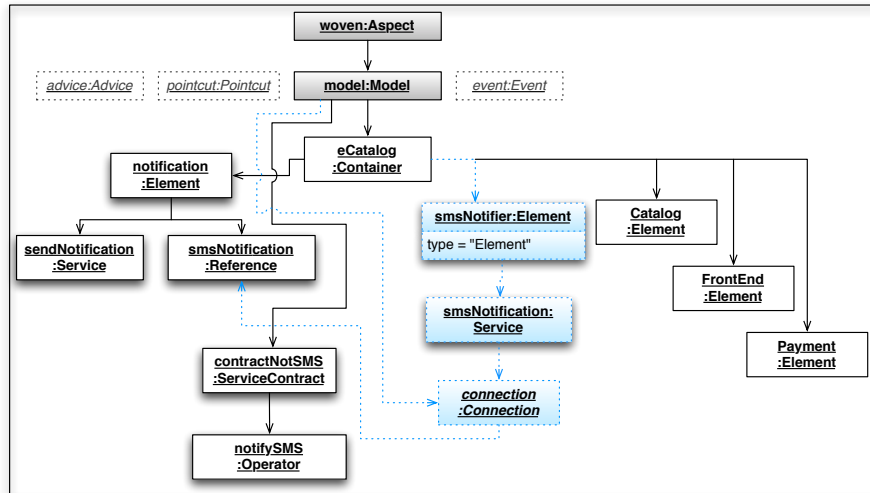 woven:Aspect
advice:Advice
pointcut:Pointcut
model:Model
event:Event
eCatalog
:Container
notification
:Element
smsNotifier:Element
type = "Element"
Catalog
:Element
sendNotification
:Service
smsNotification
:Reference
FrontEnd
:Element
smsNotification:
Service
Payment
:Element
contractNotSMS
:ServiceContract
connection
:Connection
notifySMS
:Operator